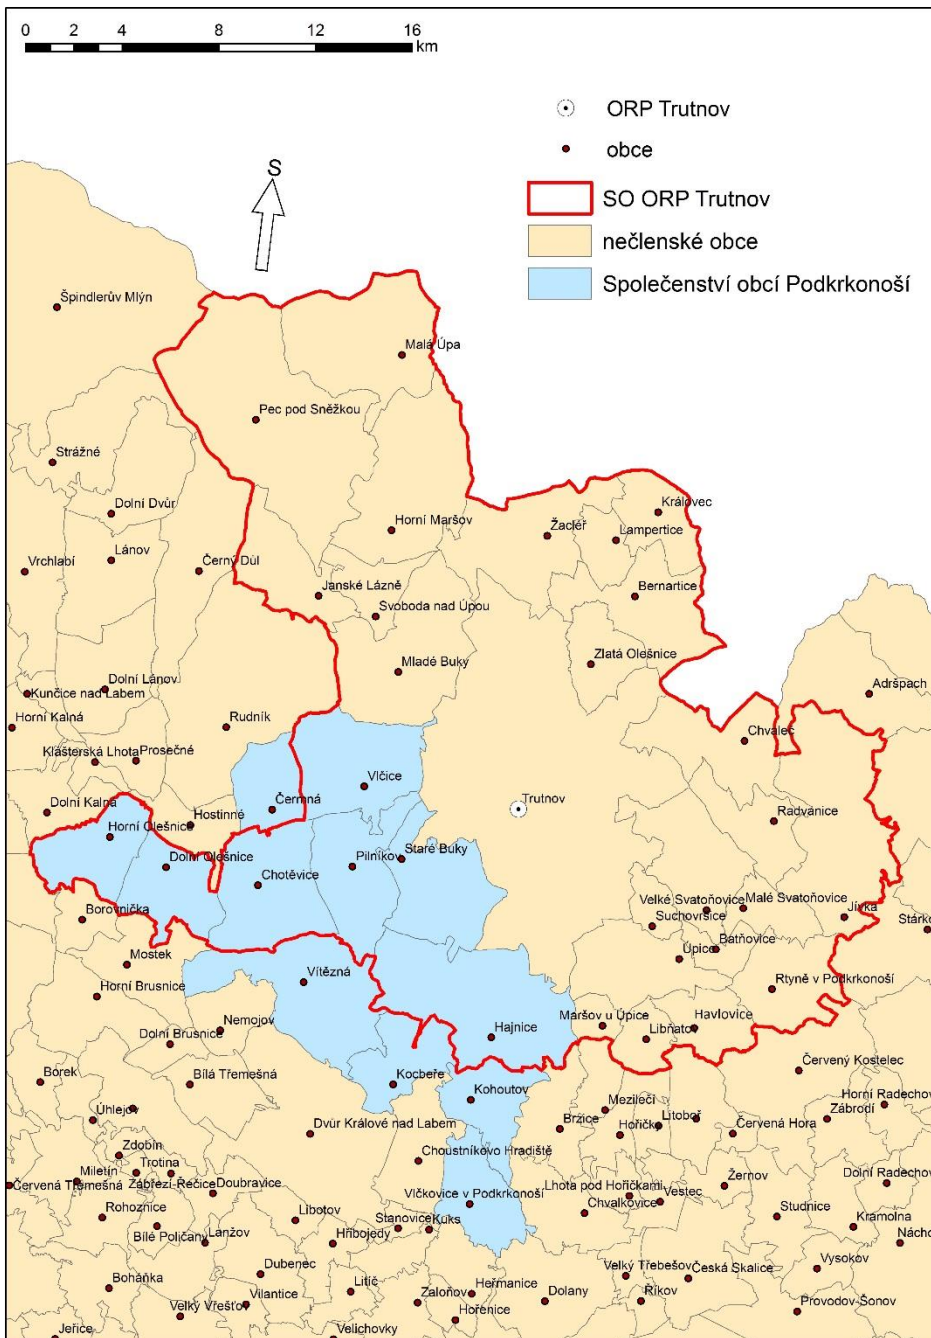 0 2 4 8 12 16
km
ORP Trutnov
obce
S
SO ORP Trutnov
nečlenské obce
Společenství obcí Podkrkonoší
Špindlerův Mlýn
Malá Úpa
Pec pod Sněžkou
Strážné
Dolní Dvůr
Královec
Horní Maršov
Žacléř
Lampertice
Lánov
Vrchlabí
Černý Důl
Janské Lázně
Bernartice
Svoboda nad Úpou
Mladé Buky
Zlatá Olešnice
Dolní Lánov
Kunčice nad Labem
Adršpach
Horní Kalná
Rudník
Chvaleč
Klášterská Lhota
Prosečné
Vlčice
Dolní Kalná
Čermná
Trutnov
Hostinné
Radvanice
Horní Olešnice
Staré Buky
Dolní Olešnice
Pilníkov
Chotěvice
Velké Svatoňovice
Malé Svatoňovice
Borovnička
Suchovršice
Jívka
Stárko
Batňovice
Úpice
Mostek
Vítězná
Rtyně v Podkrkonoší
Horní Brusnice
Nemojov
Maršov u Úpice
Havlovice
Hajnice
Libňatov
Dolní Brusnice
Červený Kostelec
Borek
Bílá Třemešná
Kocbeře
Kohoutov
Mezilečí
Horní Radechov
Úhlejov
Zábrodí
Litoboř
Brzice
Hořičky
Červená Hora
Dvůr Králové nad Labem
Zdobín
Choustníkovo Hradiště
Miletín
Trotina
Žernov
Dolní Radechov
Červená Třemešná
Zábřezí-Řečice
Doubravice
Vlčkovice v Podkrkonoší
Lhota pod Hořičkami
Vestec
Chvalkovice
Rohoznice
Libotov
Stanovice
Kuks
Studnice
Kramolna
Bílé Poličany
Lanžov
Hřibojedy
Nácho
Dubenec
Vysokov
Velký Třebešov
Česká Skalice
Boháňka
Litíč
Heřmanice
Zaloňov
Dolany
Říkov
Velký Vřešťov
Vilantice
Hořenice
Provodov-Šonov
Jeřice
Velichovky